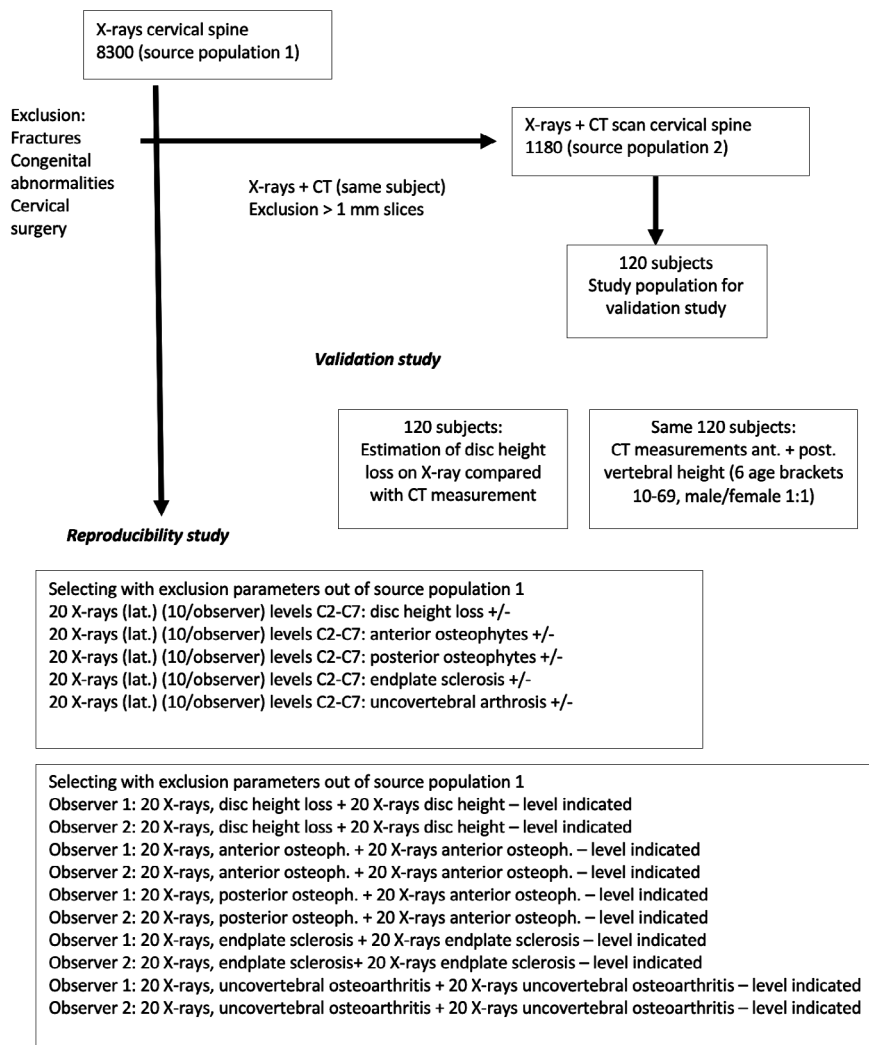 X-rays cervical spine
8300 (source population 1)
Exclusion:
Fractures
Congenital
abnormalities
Cervical
surgery
X-rays + CT (same subject)
Exclusion > 1 mm slices
X-rays + CT scan cervical spine
1180 (source population 2)
120 subjects
Study population for
validation study
Validation study
120 subjects:
Estimation of disc height
loss on X-ray compared
with CT measurement
Same 120 subjects:
CT measurements ant. + post.
vertebral height (6 age brackets
10-69, male/female 1:1)
Reproducibility study
Selecting with exclusion parameters out of source population 1
20 X-rays (lat.) (10/observer) levels C2-C7: disc height loss +/-
20 X-rays (lat.) (10/observer) levels C2-C7: anterior osteophytes +/-
20 X-rays (lat.) (10/observer) levels C2-C7: posterior osteophytes +/-
20 X-rays (lat.) (10/observer) levels C2-C7: endplate sclerosis +/-
20 X-rays (lat.) (10/observer) levels C2-C7: uncovertebral arthrosis +/-
Selecting with exclusion parameters out of source population 1
Observer 1: 20 X-rays, disc height loss + 20 X-rays disc height – level indicated
Observer 2: 20 X-rays, disc height loss + 20 X-rays disc height – level indicated
Observer 1: 20 X-rays, anterior osteoph. + 20 X-rays anterior osteoph. – level indicated
Observer 2: 20 X-rays, anterior osteoph. + 20 X-rays anterior osteoph. – level indicated
Observer 1: 20 X-rays, posterior osteoph. + 20 X-rays anterior osteoph. – level indicated
Observer 2: 20 X-rays, posterior osteoph. + 20 X-rays anterior osteoph. – level indicated
Observer 1: 20 X-rays, endplate sclerosis + 20 X-rays endplate sclerosis – level indicated
Observer 2: 20 X-rays, endplate sclerosis+ 20 X-rays endplate sclerosis – level indicated
Observer 1: 20 X-rays, uncovertebral osteoarthritis + 20 X-rays uncovertebral osteoarthritis – level indicated
Observer 2: 20 X-rays, uncovertebral osteoarthritis + 20 X-rays uncovertebral osteoarthritis – level indicated